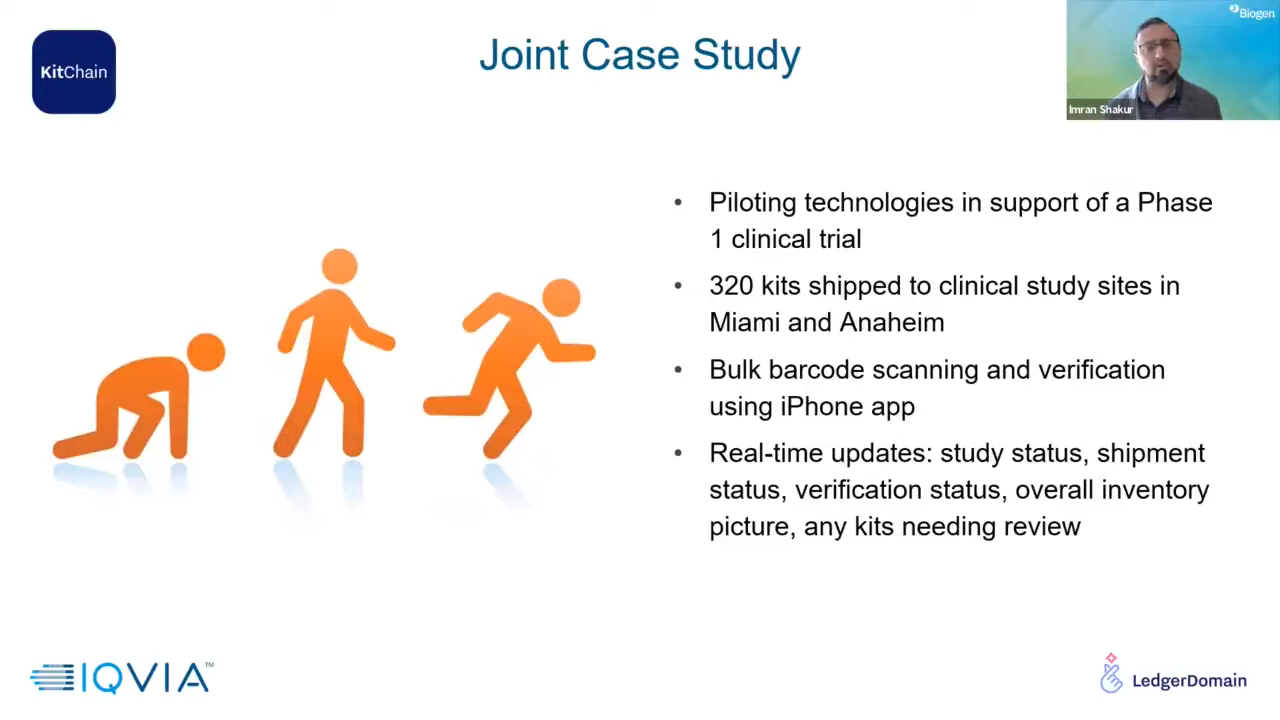 KitChain
Joint Case Study
Biogen
Imran Shakur
• Piloting technologies in support of a Phase
1 clinical trial
• 320 kits shipped to clinical study sites in
Miami and Anaheim
• Bulk barcode scanning and verification
using iPhone app
• Real-time updates: study status, shipment
status, verification status, overall inventory
picture, any kits needing review
IQVIA™
LedgerDomain